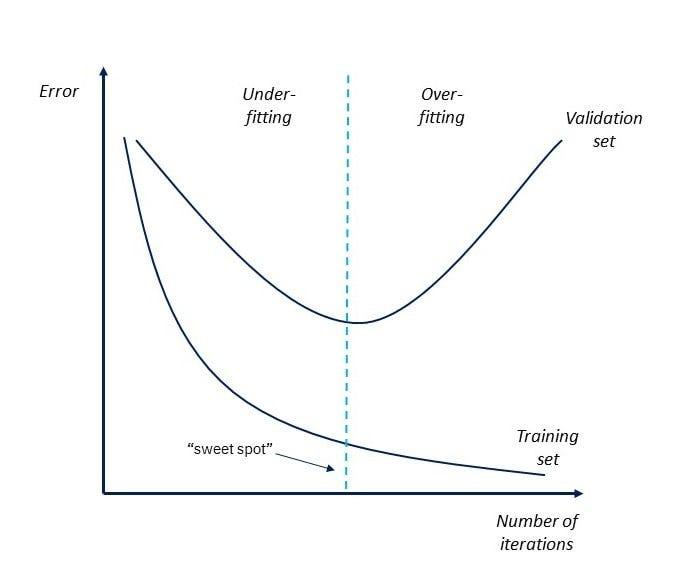 Error
Under-
fitting
Over-
fitting
Validation
set
"sweet spot"
Training
set
Number of
iterations